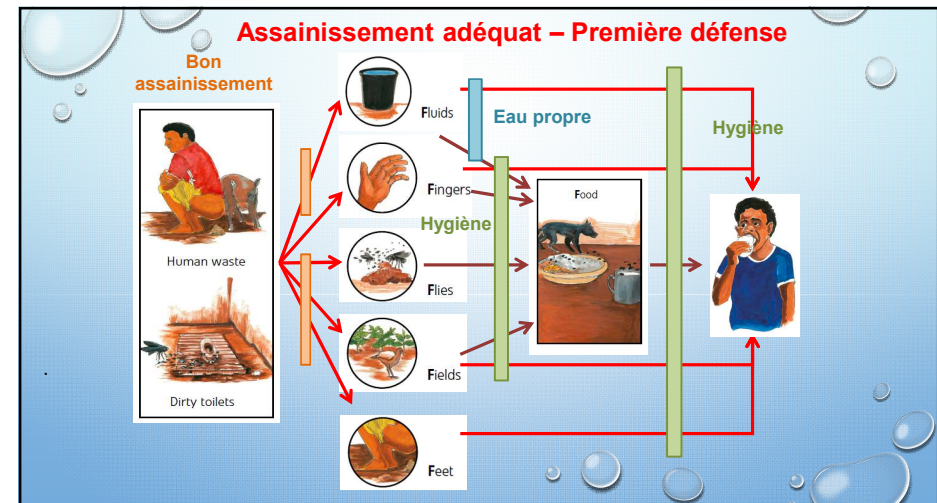 Assainissement adéquat – Première défense
Bon
assainissement
Human waste
Dirty toilets
Fluids
Fingers
Flies
Fields
Feet
Eau propre
Hygiène
Food
Hygiène
.